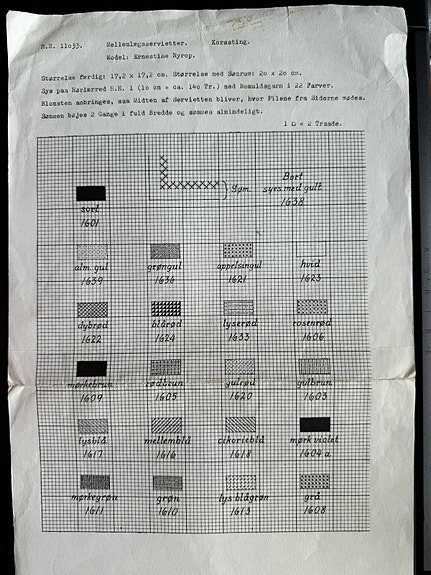 H.H. 11033. Mellemlægsservietter. Korssting.
Model: Ernestine Nyrop.
Størrelse færdig: 17,2 x 17,2 cm. Størrelse med Sømrum: 20 x 20 cm.
Sys paa Hørlærred H.H. 1 (10 cm = ca. 140 Tr.) med Bomuldsgarn i 22 Farver.
Blomsten anbringes, saa Midten af Servietten bliver, hvor Pilene fra Siderne mødes.
Sømmen bøjes 2 Gange i fuld Bredde og sømmes almindeligt.
1 □ = 2 Traade.
Bort
Søm. syes med gult
1638
sort
1601
alm. gul grøngul appelsingul hvid
1639 1636 1621 1623
dybrød blårød lyserød rosenrød
1622 1624 1633 1606
mørkebrun rødbrun gulrød gulbrun
1609 1605 1620 1603
lysblå mellemblå cikorieblå mørk violet
1617 1616 1618 1604 a.
mørkegrøn grøn lys blågrøn grå
1611 1610 1613 1608